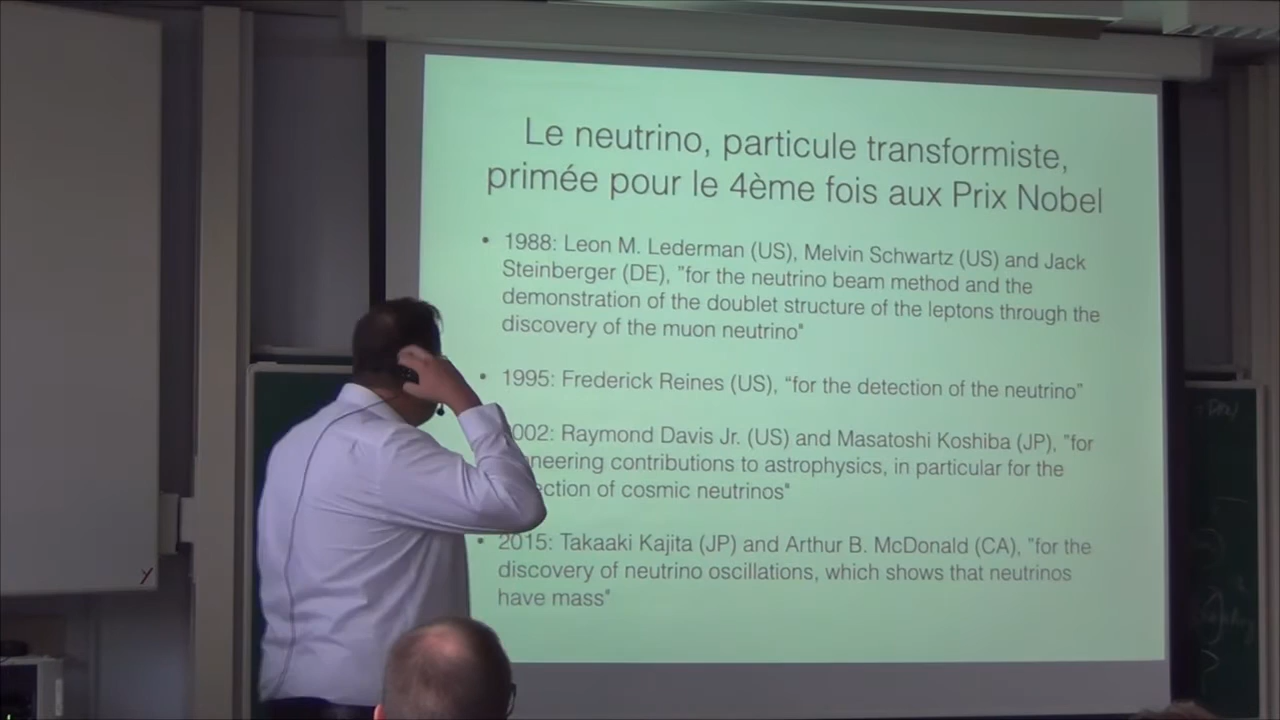 Le neutrino, particule transformiste,
primée pour le 4ème fois aux Prix Nobel
• 1988: Leon M. Lederman (US), Melvin Schwartz (US) and Jack
Steinberger (DE), "for the neutrino beam method and the
demonstration of the doublet structure of the leptons through the
discovery of the muon neutrino"
• 1995: Frederick Reines (US), “for the detection of the neutrino”
002: Raymond Davis Jr. (US) and Masatoshi Koshiba (JP), "for
neering contributions to astrophysics, in particular for the
ction of cosmic neutrinos"
• 2015: Takaaki Kajita (JP) and Arthur B. McDonald (CA), "for the
discovery of neutrino oscillations, which shows that neutrinos
have mass"